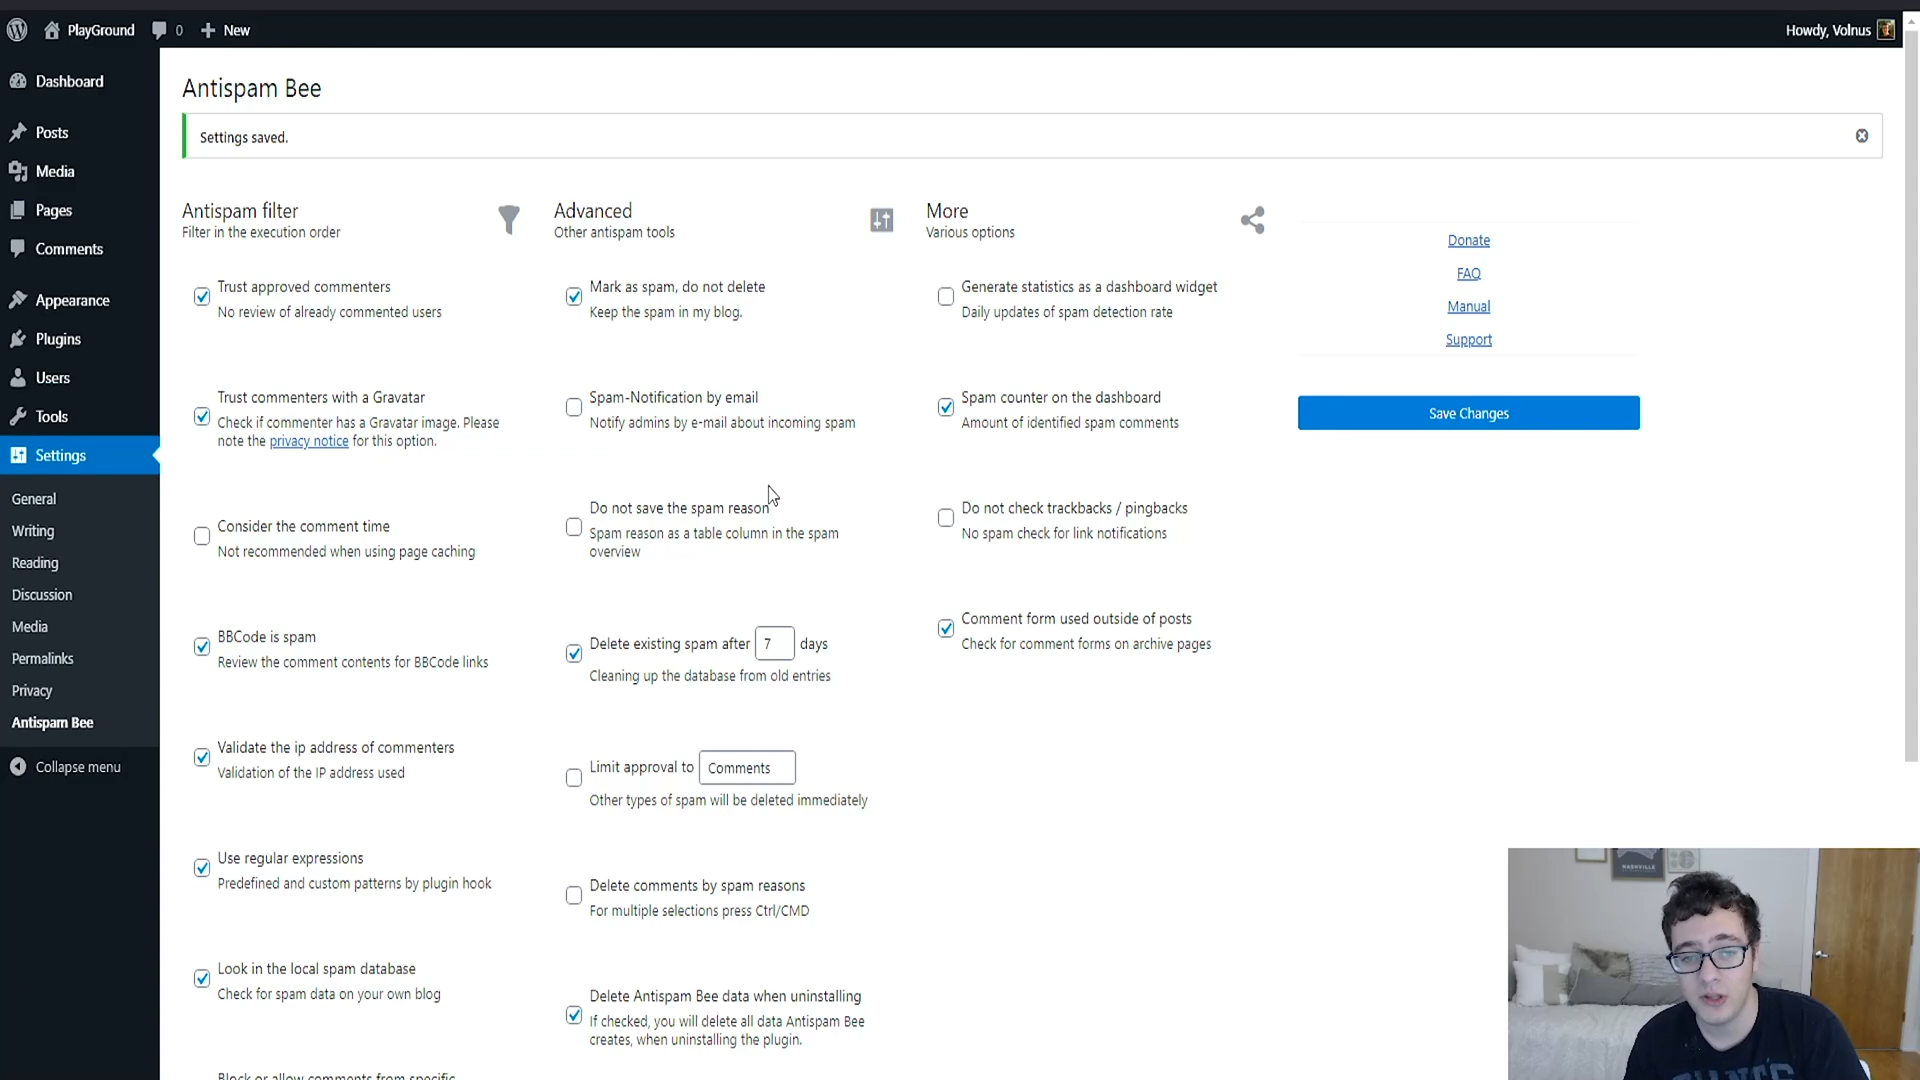 PlayGround 0 New Howdy, Volnus
Dashboard
Posts
Media
Pages
Comments
Appearance
Plugins
Users
Tools
Settings
General
Writing
Reading
Discussion
Media
Permalinks
Privacy
Antispam Bee
Collapse menu
Antispam Bee
Settings saved.
Antispam filter
Filter in the execution order
Trust approved commenters
No review of already commented users
Trust commenters with a Gravatar
Check if commenter has a Gravatar image. Please
note the privacy notice for this option.
Consider the comment time
Not recommended when using page caching
BBCode is spam
Review the comment contents for BBCode links
Validate the ip address of commenters
Validation of the IP address used
Use regular expressions
Predefined and custom patterns by plugin hook
Look in the local spam database
Check for spam data on your own blog
Block or allow comments from specific
Advanced
Other antispam tools
Mark as spam, do not delete
Keep the spam in my blog.
Spam-Notification by email
Notify admins by e-mail about incoming spam
Do not save the spam reason
Spam reason as a table column in the spam
overview
Delete existing spam after 7 days
Cleaning up the database from old entries
Limit approval to Comments
Other types of spam will be deleted immediately
Delete comments by spam reasons
For multiple selections press Ctrl/CMD
Delete Antispam Bee data when uninstalling
If checked, you will delete all data Antispam Bee
creates, when uninstalling the plugin.
More
Various options
Generate statistics as a dashboard widget
Daily updates of spam detection rate
Spam counter on the dashboard
Amount of identified spam comments
Do not check trackbacks / pingbacks
No spam check for link notifications
Comment form used outside of posts
Check for comment forms on archive pages
Donate
FAQ
Manual
Support
Save Changes
NASHVILLE